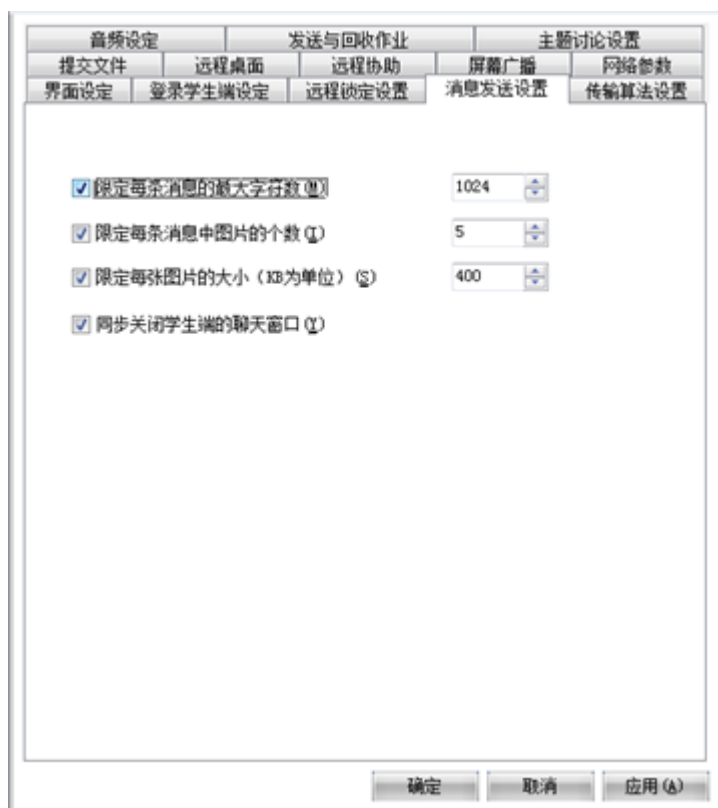 音频设定 发送与回收作业 主题讨论设置
提交文件 远程桌面 远程协助 屏幕广播 网络参数
界面设定 登录学生端设定 远程锁定设置 消息发送设置 传输算法设置
限定每条消息的最大字符数(M) 1024
限定每条消息中图片的个数(I) 5
限定每张图片的大小（KB为单位）(S) 400
同步关闭学生端的聊天窗口(Y)
确定 取消 应用(A)